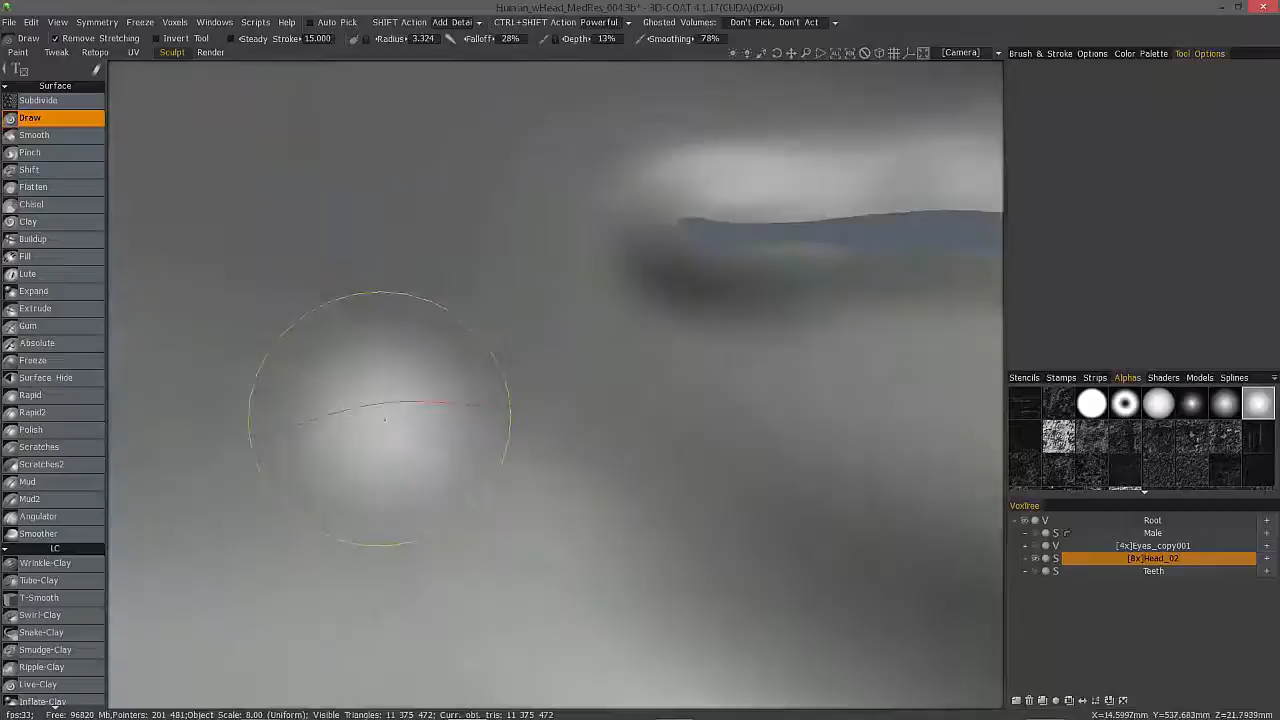 Human_wHead_MedRes_004.3b* - 3D-COAT 4.1.17(CUDA)(DX64)
File Edit View Symmetry Freeze Voxels Windows Scripts Help Auto Pick SHIFT Action Add Detai CTRL+SHIFT Action Powerful Ghosted Volumes: Don't Pick, Don't Act
Draw Remove Stretching Invert Tool Steady Stroke 15.000 Radius 3.324 Falloff 28% Depth 13% Smoothing 78%
Paint Tweak Retopo UV Sculpt Render [Camera] Brush & Stroke Options Color Palette Tool Options
Surface
Subdivide
Draw
Smooth
Pinch
Shift
Flatten
Chisel
Clay
Buildup
Fill
Lute
Expand
Extrude
Gum
Absolute
Freeze
Surface Hide
Rapid
Rapid2
Polish
Scratches
Scratches2
Mud
Mud2
Angulator
Smoother
LC
Wrinkle-Clay
Tube-Clay
T-Smooth
Swirl-Clay
Snake-Clay
Smudge-Clay
Ripple-Clay
Live-Clay
Inflate-Clay
Stencils Stamps Strips Alphas Shaders Models Splines
VoxTree
V Root
S Male
V [4x]Eyes_copy001
S [8x]Head_02
S Teeth
fps:33; Free: 96820 Mb,Pointers: 201 481;Object Scale: 8.00 (Uniform); Visible Triangles: 11 375 472; Curr. obj. tris: 11 375 472 X=14.5997mm Y=537.683mm Z=21.7939mm